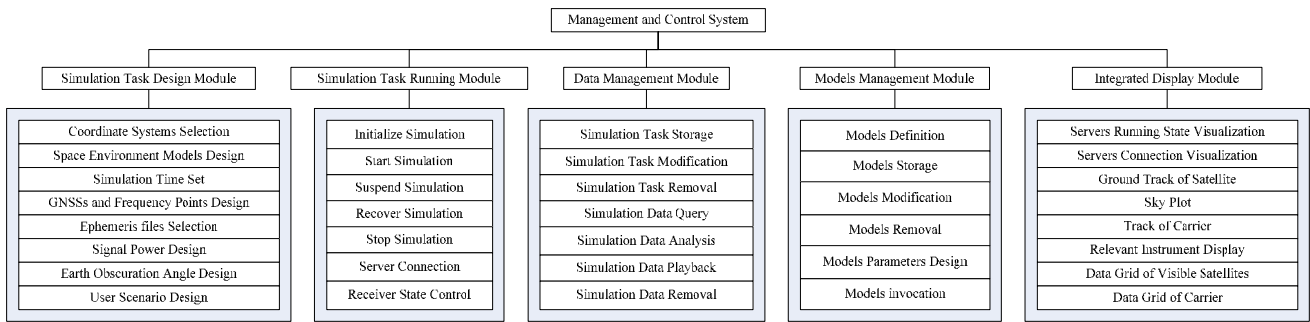 Management and Control System
Simulation Task Design Module
Simulation Task Running Module
Data Management Module
Models Management Module
Integrated Display Module
Coordinate Systems Selection
Space Environment Models Design
Simulation Time Set
GNSSs and Frequency Points Design
Ephemeris files Selection
Signal Power Design
Earth Obscuration Angle Design
User Scenario Design
Initialize Simulation
Start Simulation
Suspend Simulation
Recover Simulation
Stop Simulation
Server Connection
Receiver State Control
Simulation Task Storage
Simulation Task Modification
Simulation Task Removal
Simulation Data Query
Simulation Data Analysis
Simulation Data Playback
Simulation Data Removal
Models Definition
Models Storage
Models Modification
Models Removal
Models Parameters Design
Models invocation
Servers Running State Visualization
Servers Connection Visualization
Ground Track of Satellite
Sky Plot
Track of Carrier
Relevant Instrument Display
Data Grid of Visible Satellites
Data Grid of Carrier